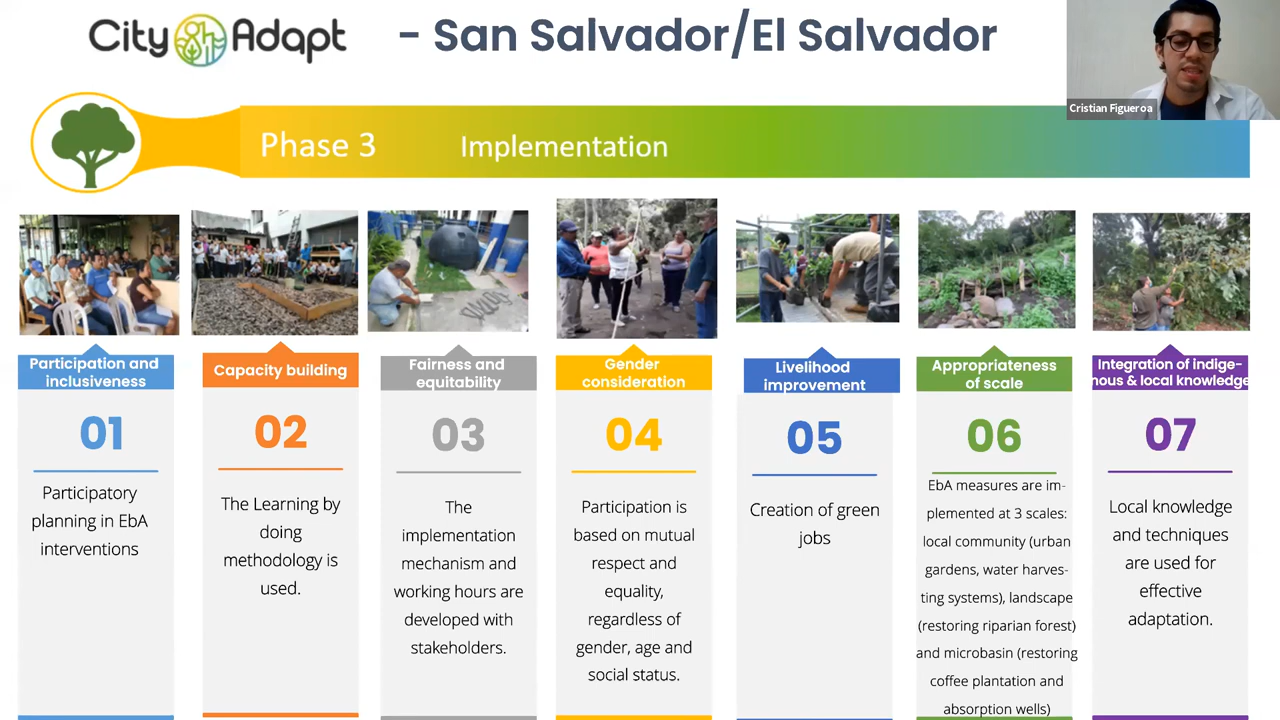 City Adapt - San Salvador/El Salvador
Cristian Figueroa
Phase 3 Implementation
Participation and
inclusiveness
01
Participatory
planning in EbA
interventions
Capacity building
02
The Learning by
doing
methodology is
used.
Fairness and
equitability
03
The
implementation
mechanism and
working hours are
developed with
stakeholders.
Gender
consideration
04
Participation is
based on mutual
respect and
equality,
regardless of
gender, age and
social status.
Livelihood
improvement
05
Creation of green
jobs
Appropriateness
of scale
06
EbA measures are im-
plemented at 3 scales:
local community (urban
gardens, water harves-
ting systems), landscape
(restoring riparian forest)
and microbasin (restoring
coffee plantation and
absorption wells)
Integration of indige-
nous & local knowledge
07
Local knowledge
and techniques
are used for
effective
adaptation.